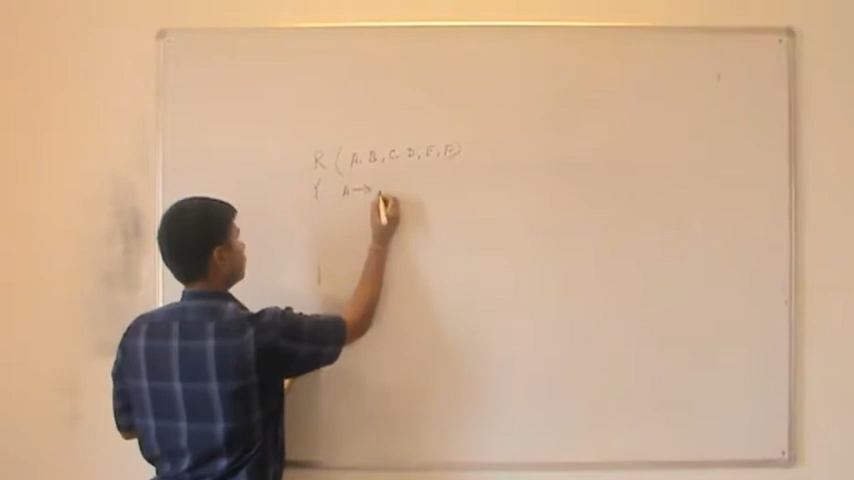 R ( A, B, C, D, E, F )
{ A →